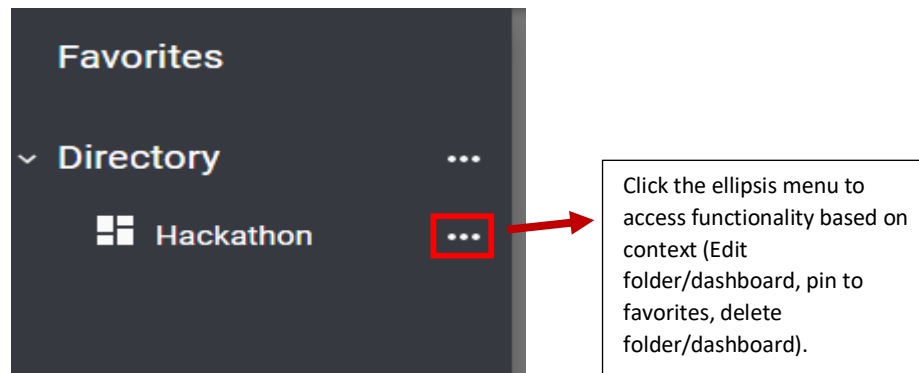 Favorites
Directory
Hackathon
Click the ellipsis menu to
access functionality based on
context (Edit
folder/dashboard, pin to
favorites, delete
folder/dashboard).